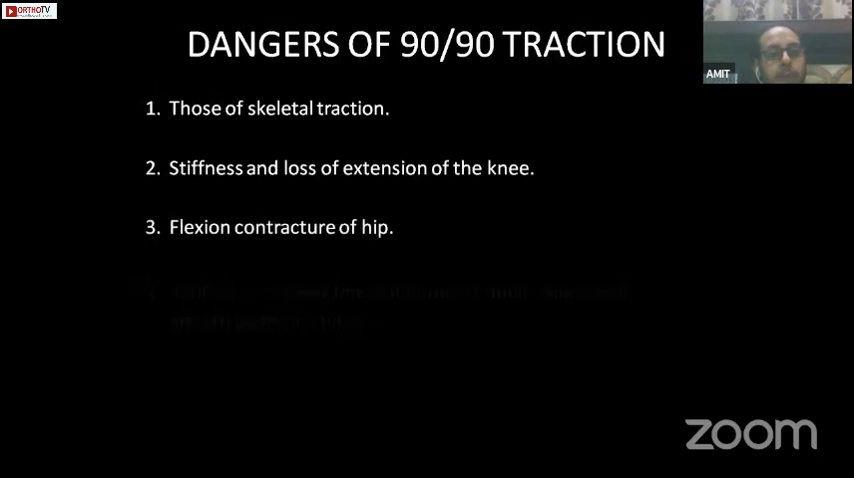 ORTHOTV
DANGERS OF 90/90 TRACTION
AMIT
1. Those of skeletal traction.
2. Stiffness and loss of extension of the knee.
3. Flexion contracture of hip.
zoom